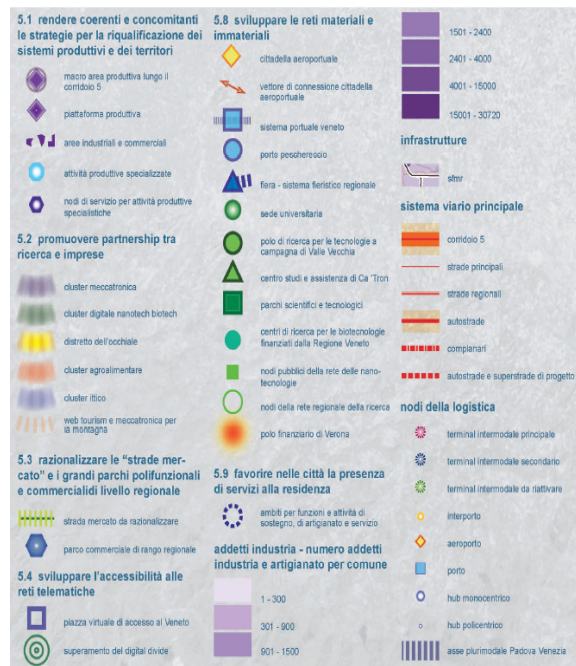 5.1 rendere coerenti e concomitanti
le strategie per la riqualificazione dei
sistemi produttivi e dei territori
macro area produttiva lungo il
corridoio 5
piattaforma produttiva
aree industriali e commerciali
attività produttive specializzate
nodi di servizio per attività produttive
specialistiche
5.2 promuovere partnership tra
ricerca e imprese
cluster meccatronica
cluster digitale nanotech biotech
distretto dell'occhiale
cluster agroalimentare
cluster ittico
web tourism e meccatronica per
la montagna
5.3 razionalizzare le "strade mer-
cato" e i grandi parchi polifunzionali
e commercialidi livello regionale
strada mercato da razionalizzare
parco commerciale di rango regionale
5.4 sviluppare l'accessibilità alle
reti telematiche
piazza virtuale di accesso al Veneto
superamento del digital divide
5.8 sviluppare le reti materiali e
immateriali
cittadella aeroportuale
vettore di connessione cittadella
aeroportuale
sistema portuale veneto
porto peschereccio
fiera - sistema fieristico regionale
sede universitaria
polo di ricerca per le tecnologie a
campagna di Valle Vecchia
centro studi e assistenza di Ca 'Tron
parchi scientifici e tecnologici
centri di ricerca per le biotecnologie
finanziati dalla Regione Veneto
nodi pubblici della rete delle nano-
tecnologie
nodi della rete regionale della ricerca
polo finanziario di Verona
5.9 favorire nelle città la presenza
di servizi alla residenza
ambiti per funzioni e attività di
sostegno, di artigianato e servizio
addetti industria - numero addetti
industria e artigianato per comune
1 - 300
301 - 900
901 - 1500
1501 - 2400
2401 - 4000
4001 - 15000
15001 - 30720
infrastrutture
sfmr
sistema viario principale
corridoio 5
strade principali
strade regionali
autostrade
complanari
autostrade e superstrade di progetto
nodi della logistica
terminal intermodale principale
terminal intermodale secondario
terminal intermodale da riattivare
interporto
aeroporto
porto
hub monocentrico
hub policentrico
asse plurimodale Padova Venezia